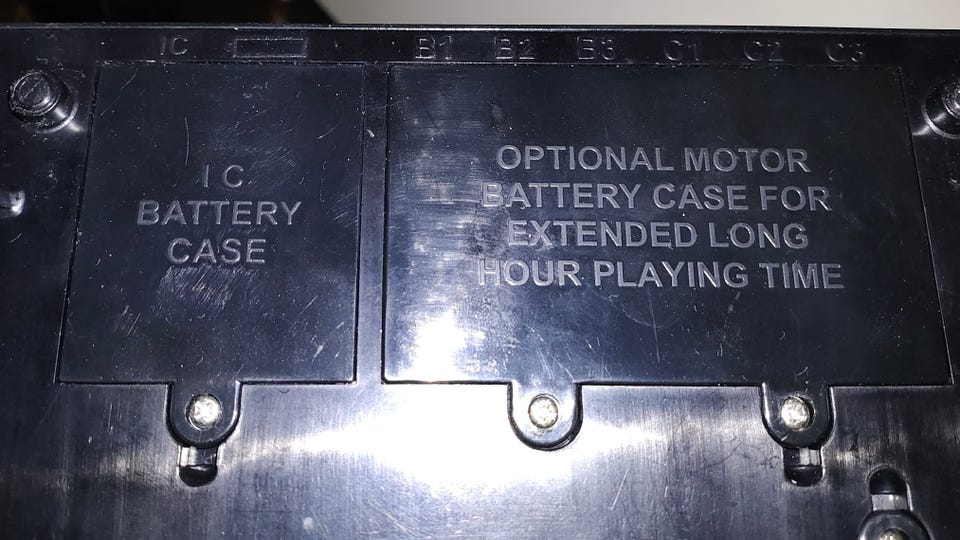 IC B1 B2 B3 C1 C2 C3
IC
BATTERY
CASE
OPTIONAL MOTOR
BATTERY CASE FOR
EXTENDED LONG
HOUR PLAYING TIME